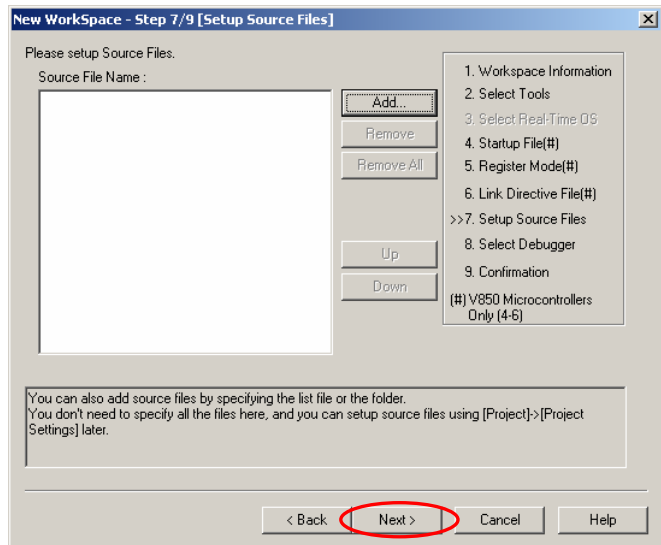 New WorkSpace - Step 7/9 [Setup Source Files]
Please setup Source Files.
Source File Name :
Add...
Remove
Remove All
Up
Down
1. Workspace Information
2. Select Tools
3. Select Real-Time OS
4. Startup File(#)
5. Register Mode(#)
6. Link Directive File(#)
>>7. Setup Source Files
8. Select Debugger
9. Confirmation
(#) V850 Microcontrollers
Only (4-6)
You can also add source files by specifying the list file or the folder.
You don't need to specify all the files here, and you can setup source files using [Project]->[Project
Settings] later.
< Back
Next >
Cancel
Help